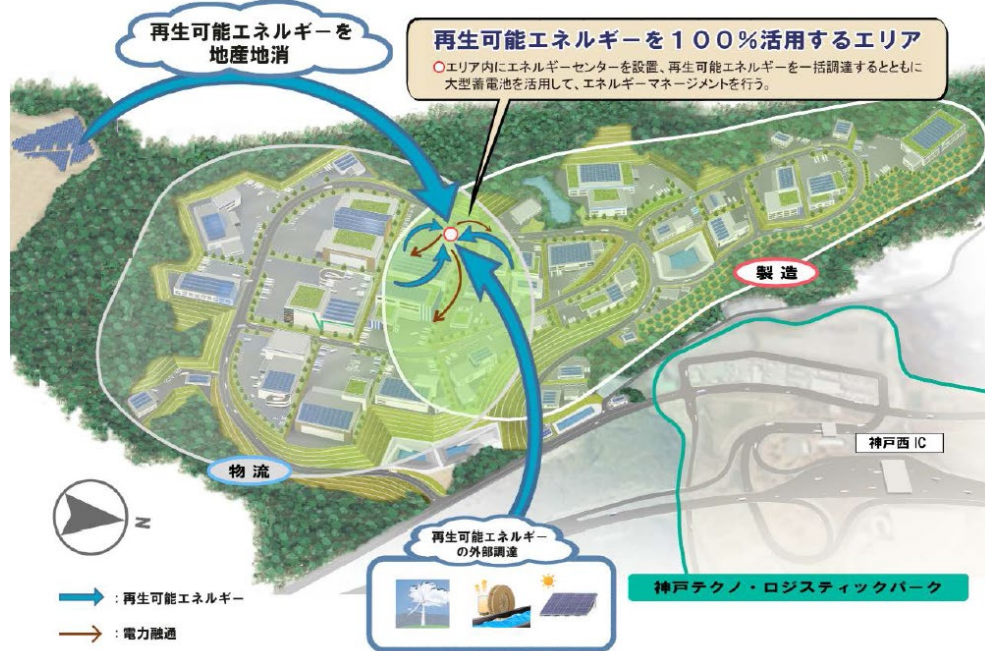 再生可能エネルギーを
地産地消
再生可能エネルギーを100%活用するエリア
○エリア内にエネルギーセンターを設置、再生可能エネルギーを一括調達するとともに
大型蓄電池を活用して、エネルギーマネージメントを行う。
製造
神戸西IC
物流
N
再生可能エネルギー
の外部調達
神戸テクノ・ロジスティックパーク
：再生可能エネルギー
：電力融通